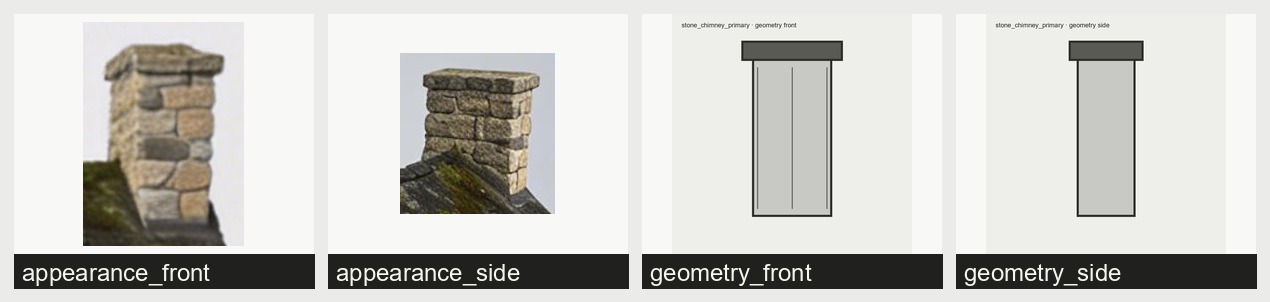 stone_chimney_primary · geometry front
stone_chimney_primary · geometry side
appearance_front
appearance_side
geometry_front
geometry_side